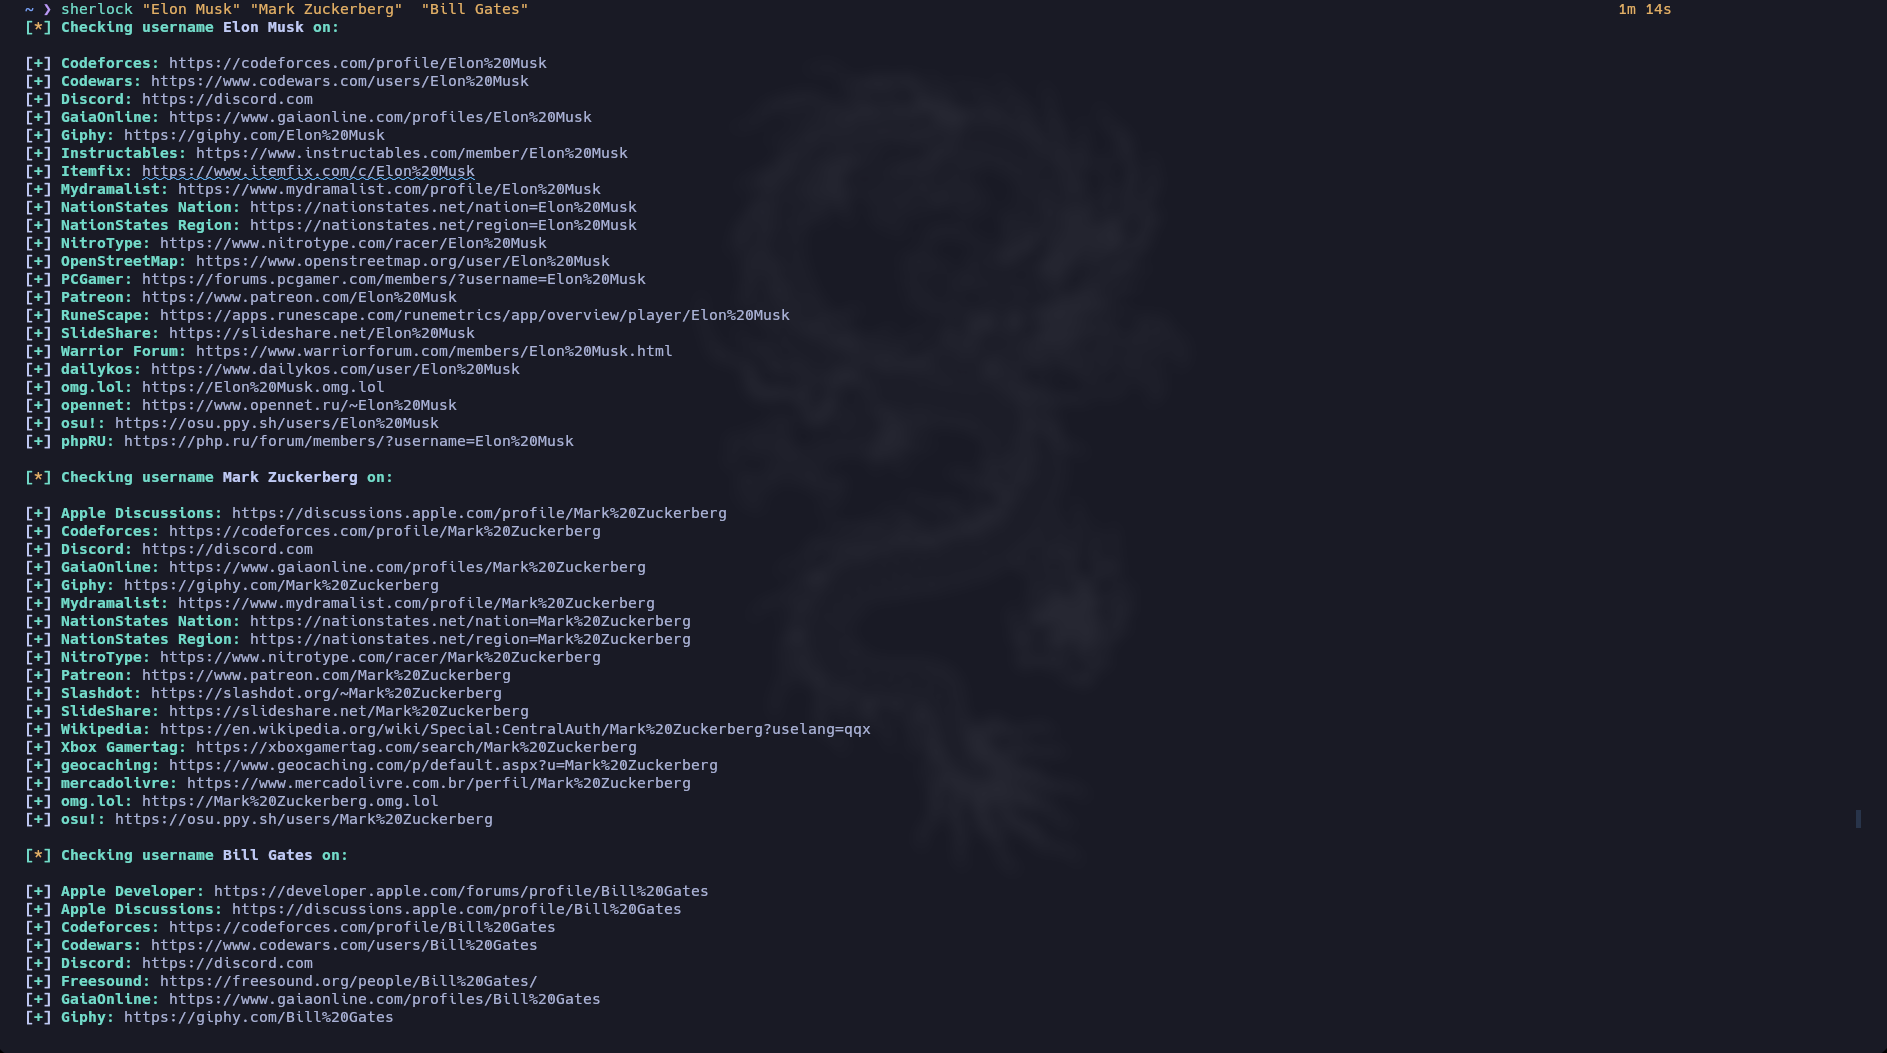 ~ ❯ sherlock "Elon Musk" "Mark Zuckerberg"  "Bill Gates" 1m 14s
[*] Checking username Elon Musk on:
[+] Codeforces: https://codeforces.com/profile/Elon%20Musk
[+] Codewars: https://www.codewars.com/users/Elon%20Musk
[+] Discord: https://discord.com
[+] GaiaOnline: https://www.gaiaonline.com/profiles/Elon%20Musk
[+] Giphy: https://giphy.com/Elon%20Musk
[+] Instructables: https://www.instructables.com/member/Elon%20Musk
[+] Itemfix: https://www.itemfix.com/c/Elon%20Musk
[+] Mydramalist: https://www.mydramalist.com/profile/Elon%20Musk
[+] NationStates Nation: https://nationstates.net/nation=Elon%20Musk
[+] NationStates Region: https://nationstates.net/region=Elon%20Musk
[+] NitroType: https://www.nitrotype.com/racer/Elon%20Musk
[+] OpenStreetMap: https://www.openstreetmap.org/user/Elon%20Musk
[+] PCGamer: https://forums.pcgamer.com/members/?username=Elon%20Musk
[+] Patreon: https://www.patreon.com/Elon%20Musk
[+] RuneScape: https://apps.runescape.com/runemetrics/app/overview/player/Elon%20Musk
[+] SlideShare: https://slideshare.net/Elon%20Musk
[+] Warrior Forum: https://www.warriorforum.com/members/Elon%20Musk.html
[+] dailykos: https://www.dailykos.com/user/Elon%20Musk
[+] omg.lol: https://Elon%20Musk.omg.lol
[+] opennet: https://www.opennet.ru/~Elon%20Musk
[+] osu!: https://osu.ppy.sh/users/Elon%20Musk
[+] phpRU: https://php.ru/forum/members/?username=Elon%20Musk
[*] Checking username Mark Zuckerberg on:
[+] Apple Discussions: https://discussions.apple.com/profile/Mark%20Zuckerberg
[+] Codeforces: https://codeforces.com/profile/Mark%20Zuckerberg
[+] Discord: https://discord.com
[+] GaiaOnline: https://www.gaiaonline.com/profiles/Mark%20Zuckerberg
[+] Giphy: https://giphy.com/Mark%20Zuckerberg
[+] Mydramalist: https://www.mydramalist.com/profile/Mark%20Zuckerberg
[+] NationStates Nation: https://nationstates.net/nation=Mark%20Zuckerberg
[+] NationStates Region: https://nationstates.net/region=Mark%20Zuckerberg
[+] NitroType: https://www.nitrotype.com/racer/Mark%20Zuckerberg
[+] Patreon: https://www.patreon.com/Mark%20Zuckerberg
[+] Slashdot: https://slashdot.org/~Mark%20Zuckerberg
[+] SlideShare: https://slideshare.net/Mark%20Zuckerberg
[+] Wikipedia: https://en.wikipedia.org/wiki/Special:CentralAuth/Mark%20Zuckerberg?uselang=qqx
[+] Xbox Gamertag: https://xboxgamertag.com/search/Mark%20Zuckerberg
[+] geocaching: https://www.geocaching.com/p/default.aspx?u=Mark%20Zuckerberg
[+] mercadolivre: https://www.mercadolivre.com.br/perfil/Mark%20Zuckerberg
[+] omg.lol: https://Mark%20Zuckerberg.omg.lol
[+] osu!: https://osu.ppy.sh/users/Mark%20Zuckerberg
[*] Checking username Bill Gates on:
[+] Apple Developer: https://developer.apple.com/forums/profile/Bill%20Gates
[+] Apple Discussions: https://discussions.apple.com/profile/Bill%20Gates
[+] Codeforces: https://codeforces.com/profile/Bill%20Gates
[+] Codewars: https://www.codewars.com/users/Bill%20Gates
[+] Discord: https://discord.com
[+] Freesound: https://freesound.org/people/Bill%20Gates/
[+] GaiaOnline: https://www.gaiaonline.com/profiles/Bill%20Gates
[+] Giphy: https://giphy.com/Bill%20Gates